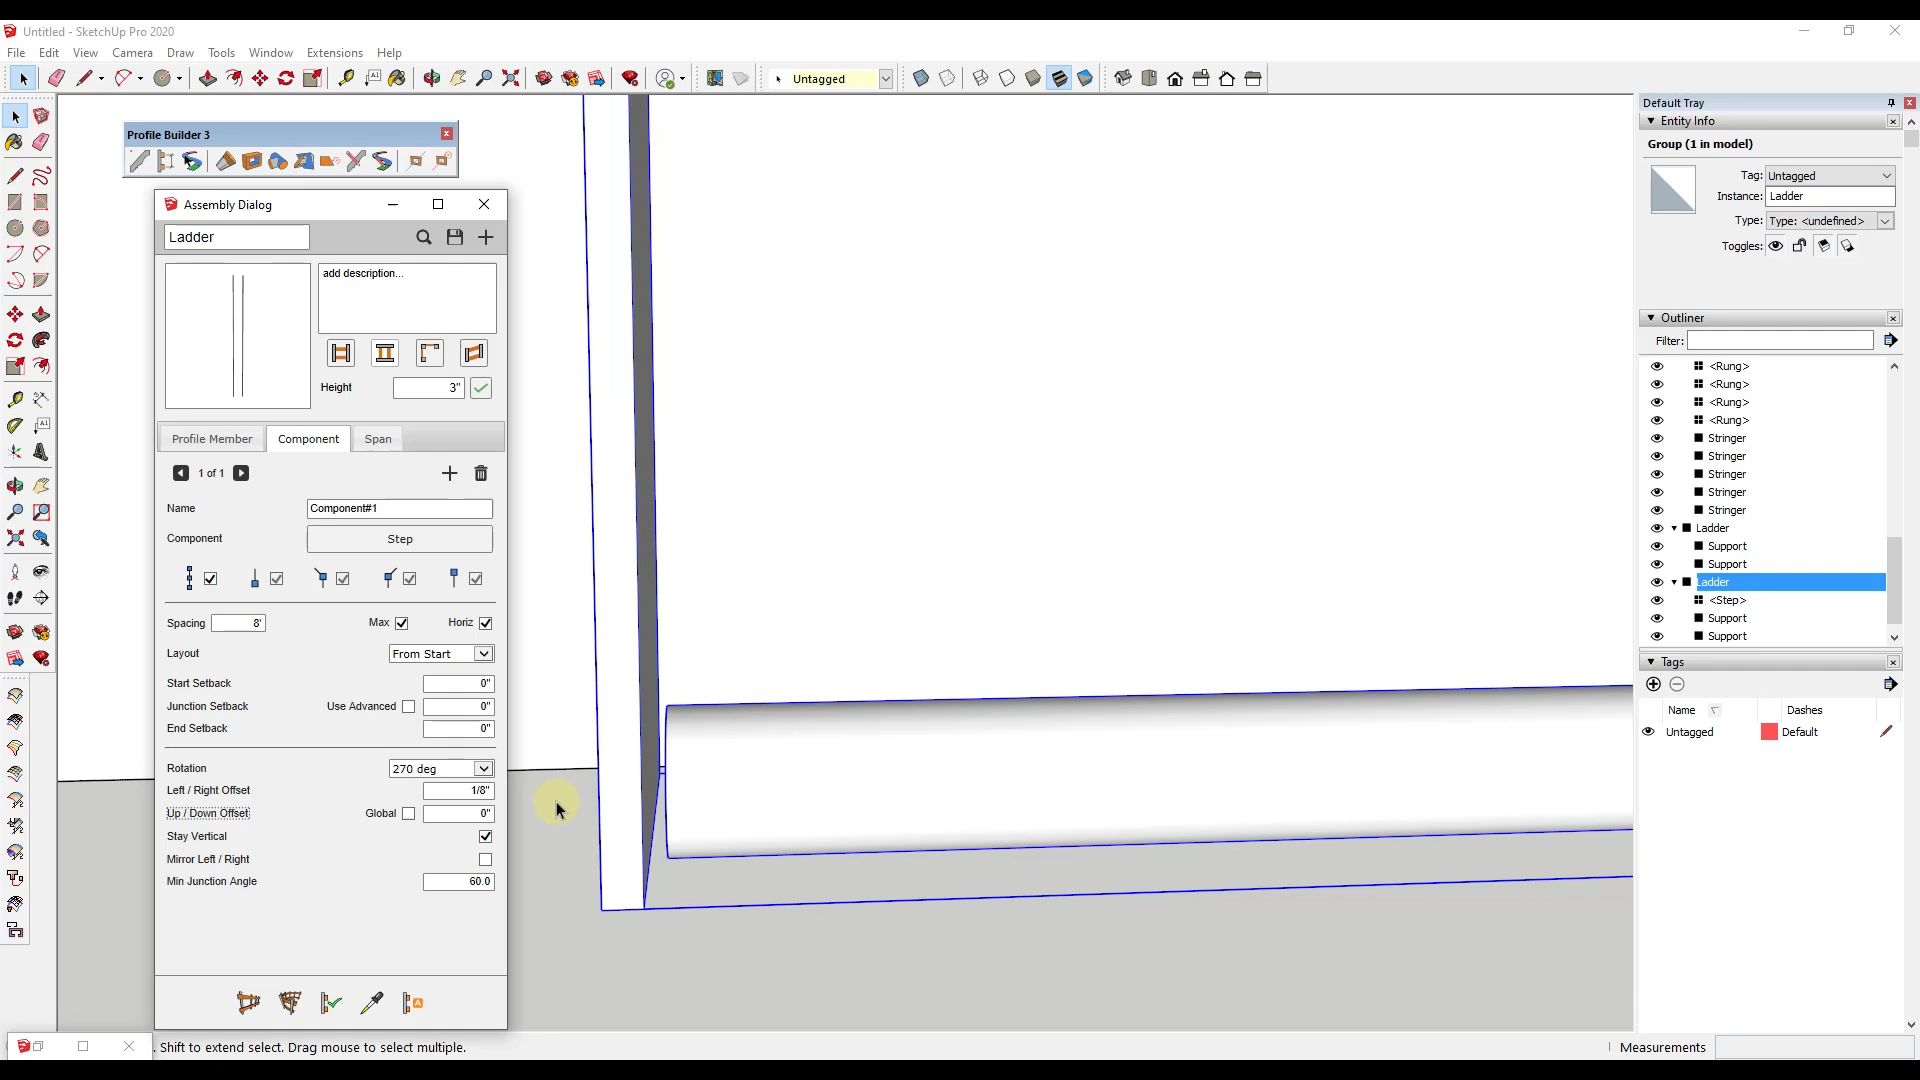 Untitled - SketchUp Pro 2020
File Edit View Camera Draw Tools Window Extensions Help
Untagged
Profile Builder 3
Assembly Dialog
Ladder
add description...
Height 3"
Profile Member Component Span
1 of 1
Name Component#1
Component Step
Spacing 8' Max Horiz
Layout From Start
Start Setback 0"
Junction Setback Use Advanced 0"
End Setback 0"
Rotation 270 deg
Left / Right Offset 1/8"
Up / Down Offset Global 0"
Stay Vertical
Mirror Left / Right
Min Junction Angle 60.0
Default Tray
Entity Info
Group (1 in model)
Tag: Untagged
Instance: Ladder
Type: Type: <undefined>
Toggles:
Outliner
Filter:
<Rung>
<Rung>
<Rung>
<Rung>
Stringer
Stringer
Stringer
Stringer
Stringer
Ladder
Support
Support
Ladder
<Step>
Support
Support
Tags
Name Dashes
Untagged Default
. Shift to extend select. Drag mouse to select multiple.
Measurements